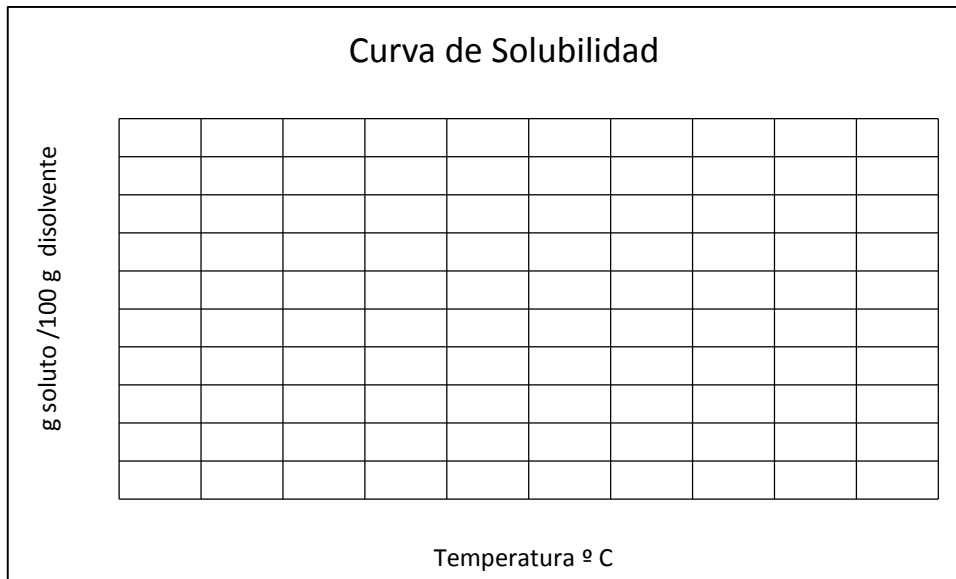 Curva de Solubilidad
g soluto /100 g disolvente
Temperatura º C